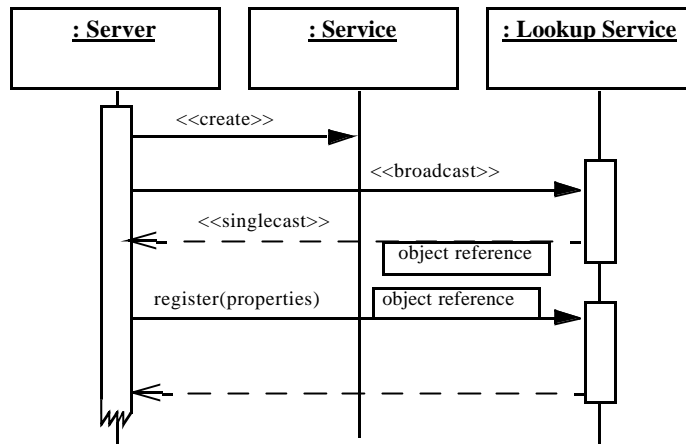 : Server
: Service
: Lookup Service
<<create>>
<<broadcast>>
<<singlecast>>
object reference
register(properties)
object reference